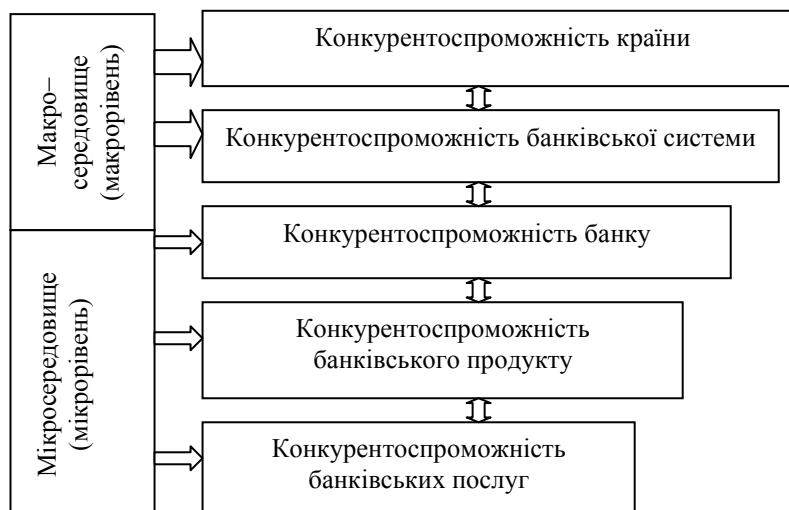 Макро–
середовище
(макрорівень)
Мікросередовище
(мікрорівень)
Конкурентоспроможність країни
Конкурентоспроможність банківської системи
Конкурентоспроможність банку
Конкурентоспроможність
банківського продукту
Конкурентоспроможність
банківських послуг